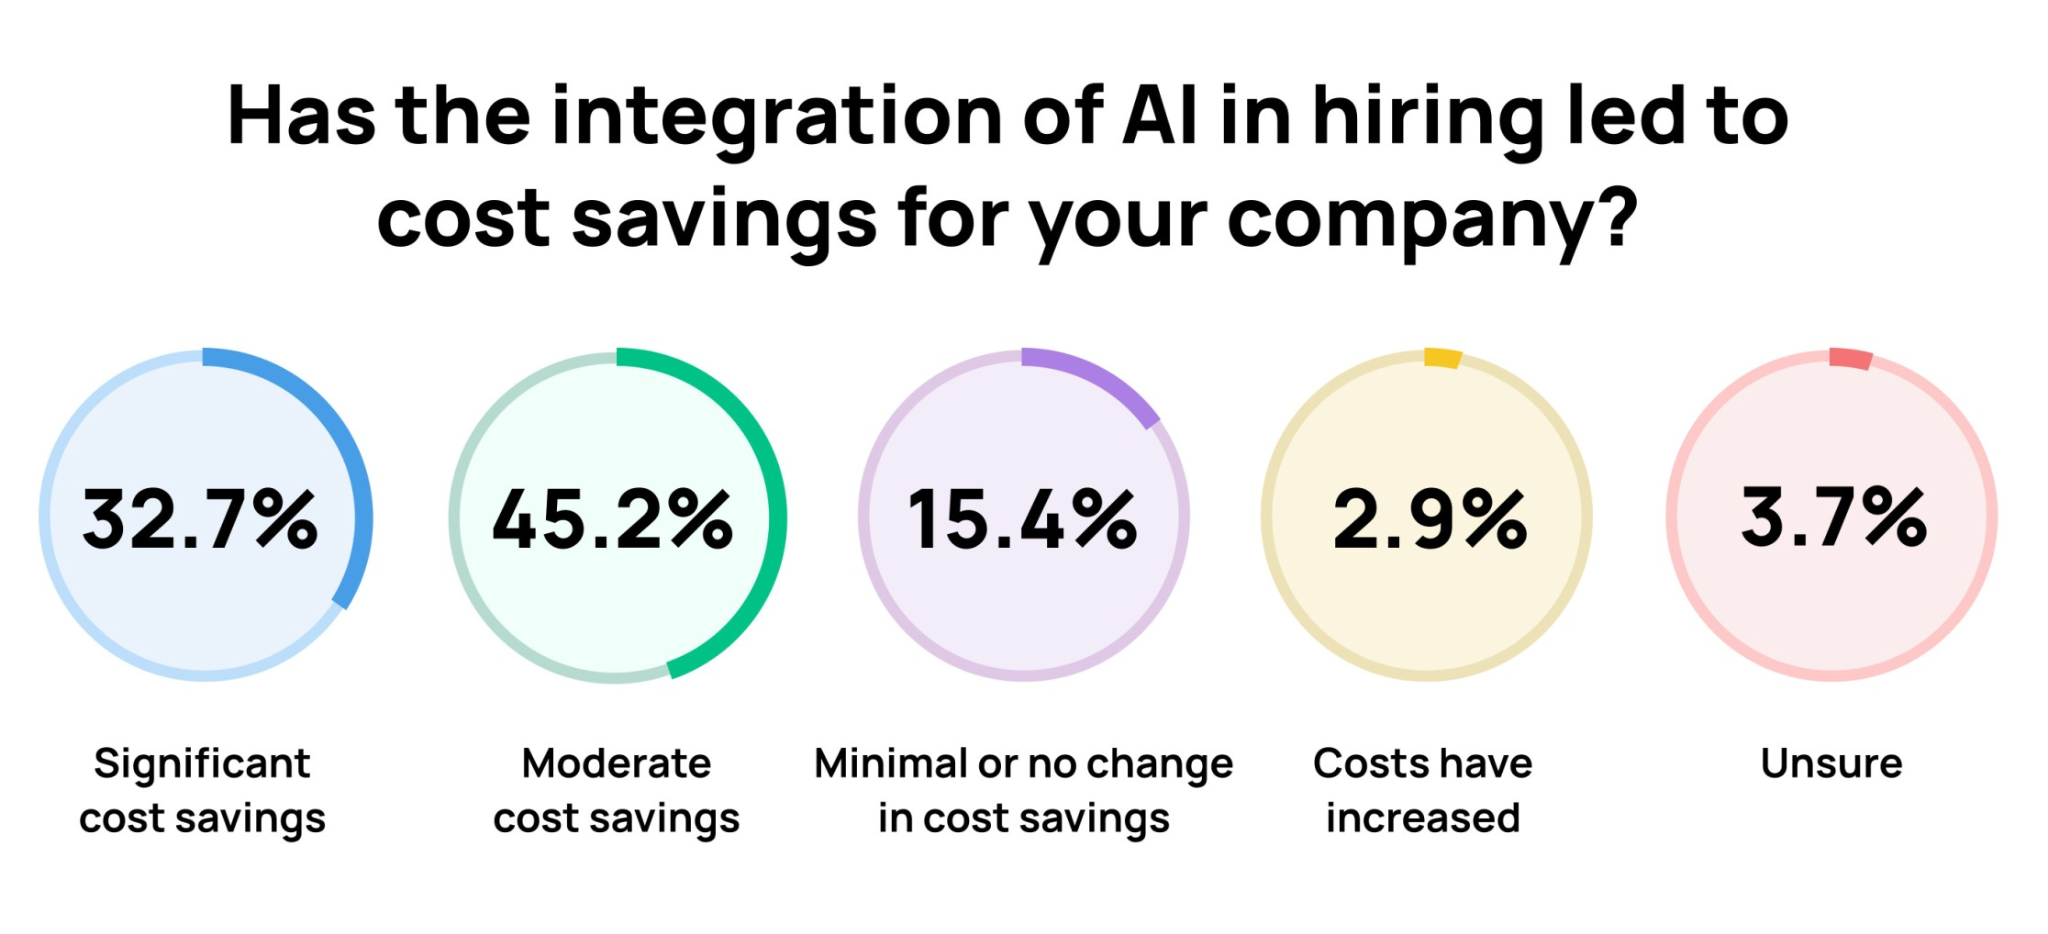 Has the integration of AI in hiring led to
cost savings for your company?
32.7%
45.2%
15.4%
2.9%
3.7%
Significant
cost savings
Moderate
cost savings
Minimal or no change
in cost savings
Costs have
increased
Unsure